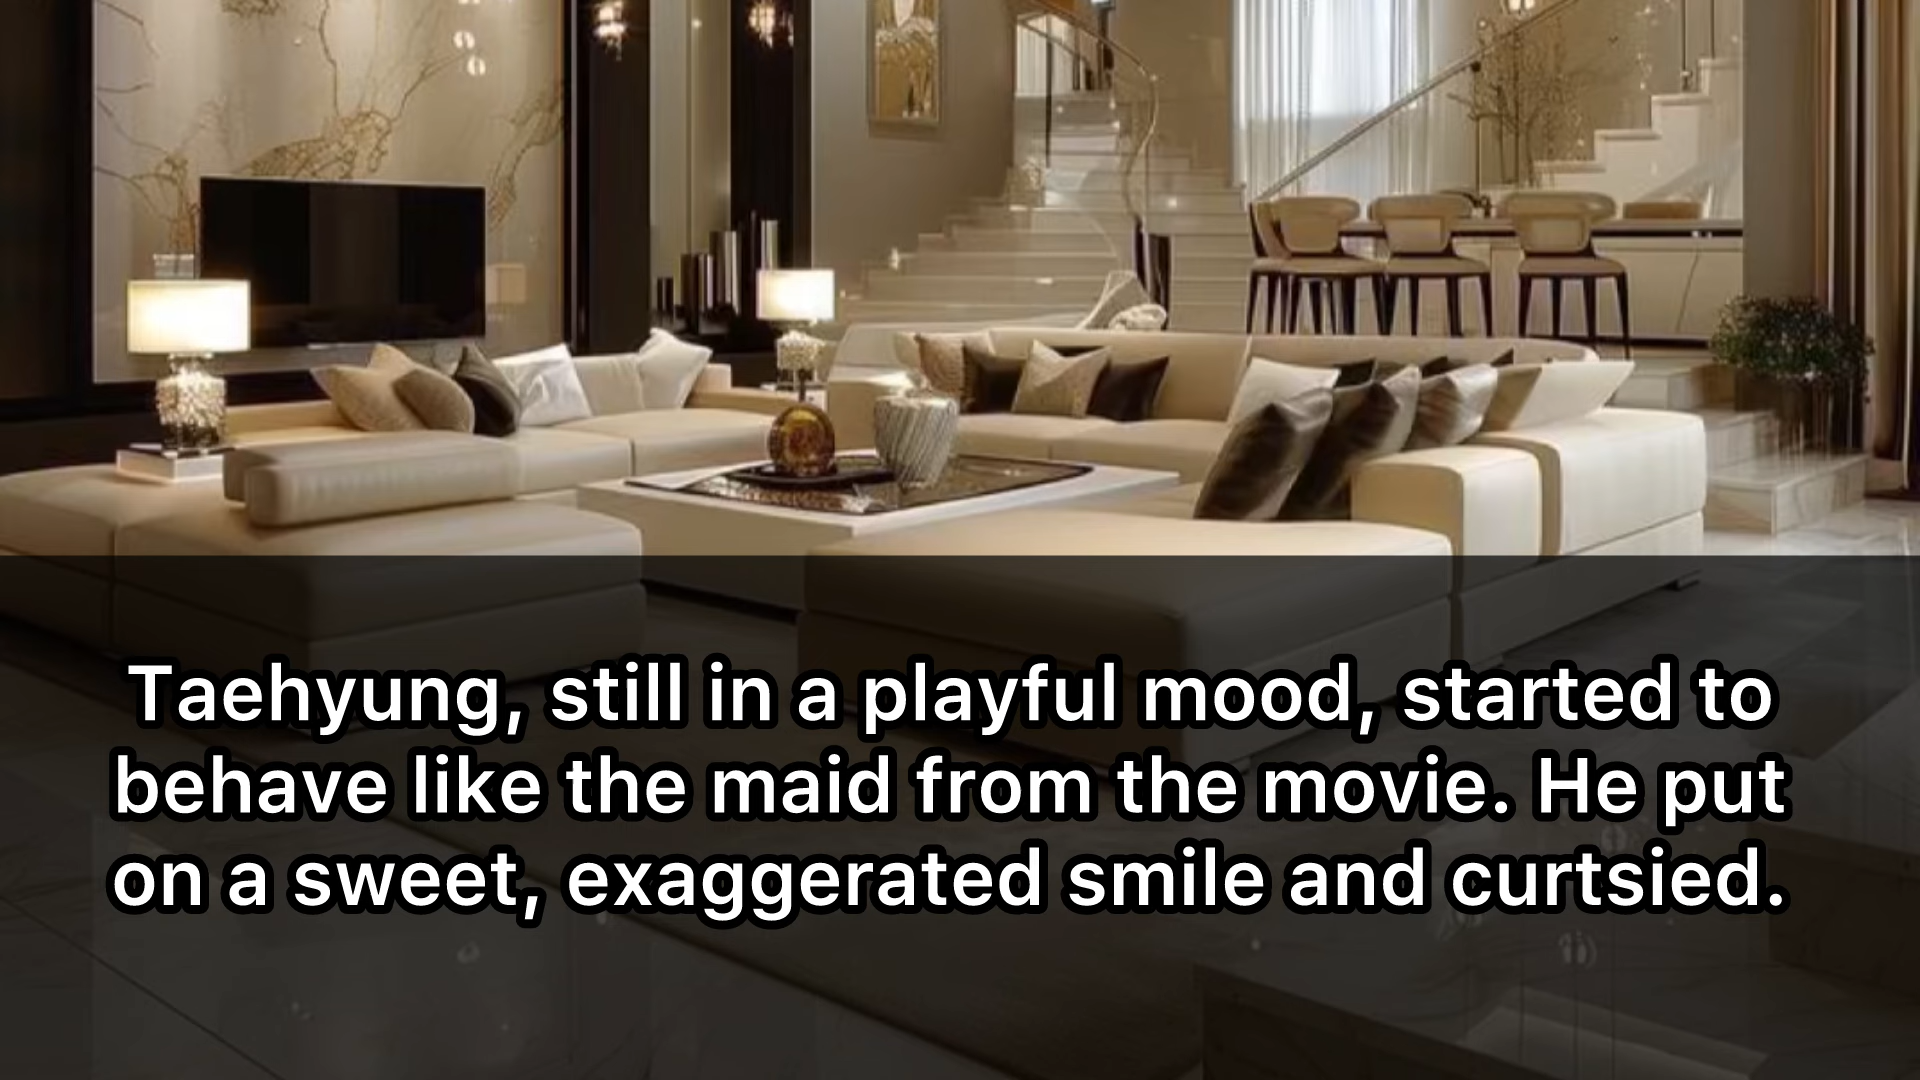 Taehyung, still in a playful mood, started to
behave like the maid from the movie. He put
on a sweet, exaggerated smile and curtsied.